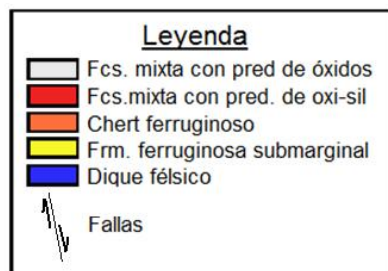 Leyenda
Fcs. mixta con pred de óxidos
Fcs.mixta con pred. de oxi-sil
Chert ferruginoso
Frm. ferruginosa submarginal
Dique félsico
Fallas